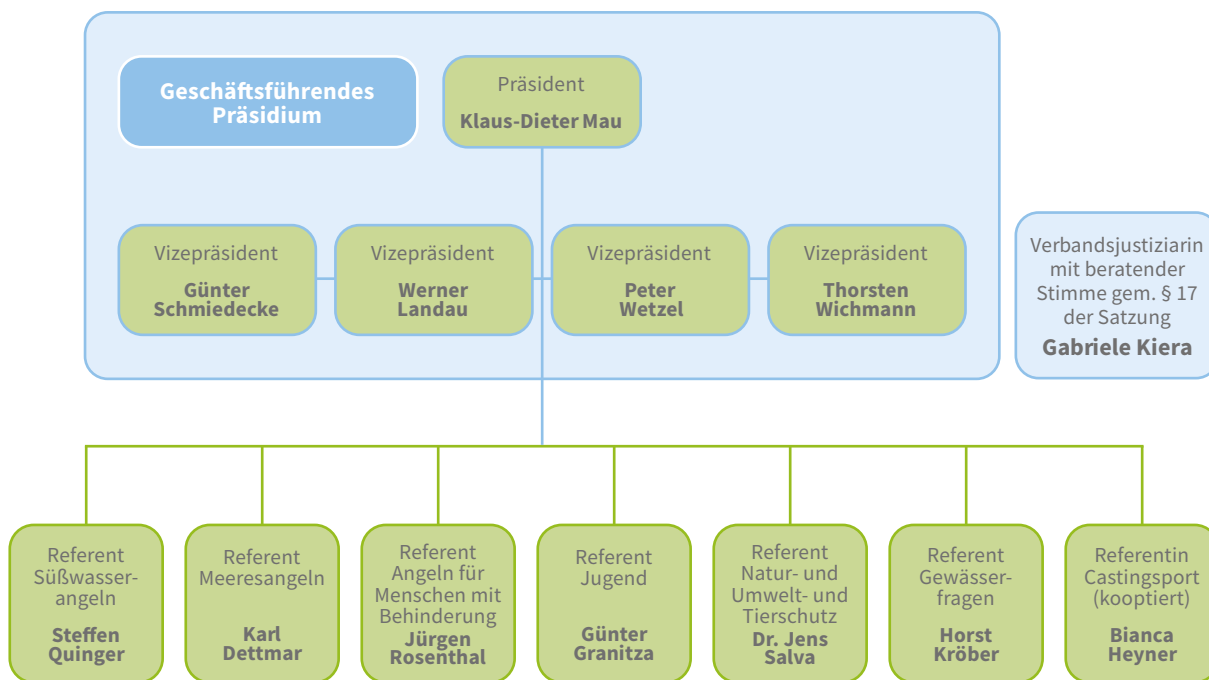 Geschäftsführendes
Präsidium
Präsident
Klaus-Dieter Mau
Vizepräsident
Günter
Schmiedecke
Vizepräsident
Werner
Landau
Vizepräsident
Peter
Wetzel
Vizepräsident
Thorsten
Wichmann
Verbandsjustiziarin
mit beratender
Stimme gem. § 17
der Satzung
Gabriele Kiera
Referent
Süßwasser-
angeln
Steffen
Quinger
Referent
Meeresangeln
Karl
Dettmar
Referent
Angeln für
Menschen mit
Behinderung
Jürgen
Rosenthal
Referent
Jugend
Günter
Granitza
Referent
Natur- und
Umwelt- und
Tierschutz
Dr. Jens
Salva
Referent
Gewässer-
fragen
Horst
Kröber
Referentin
Castingsport
(kooptiert)
Bianca
Heyner